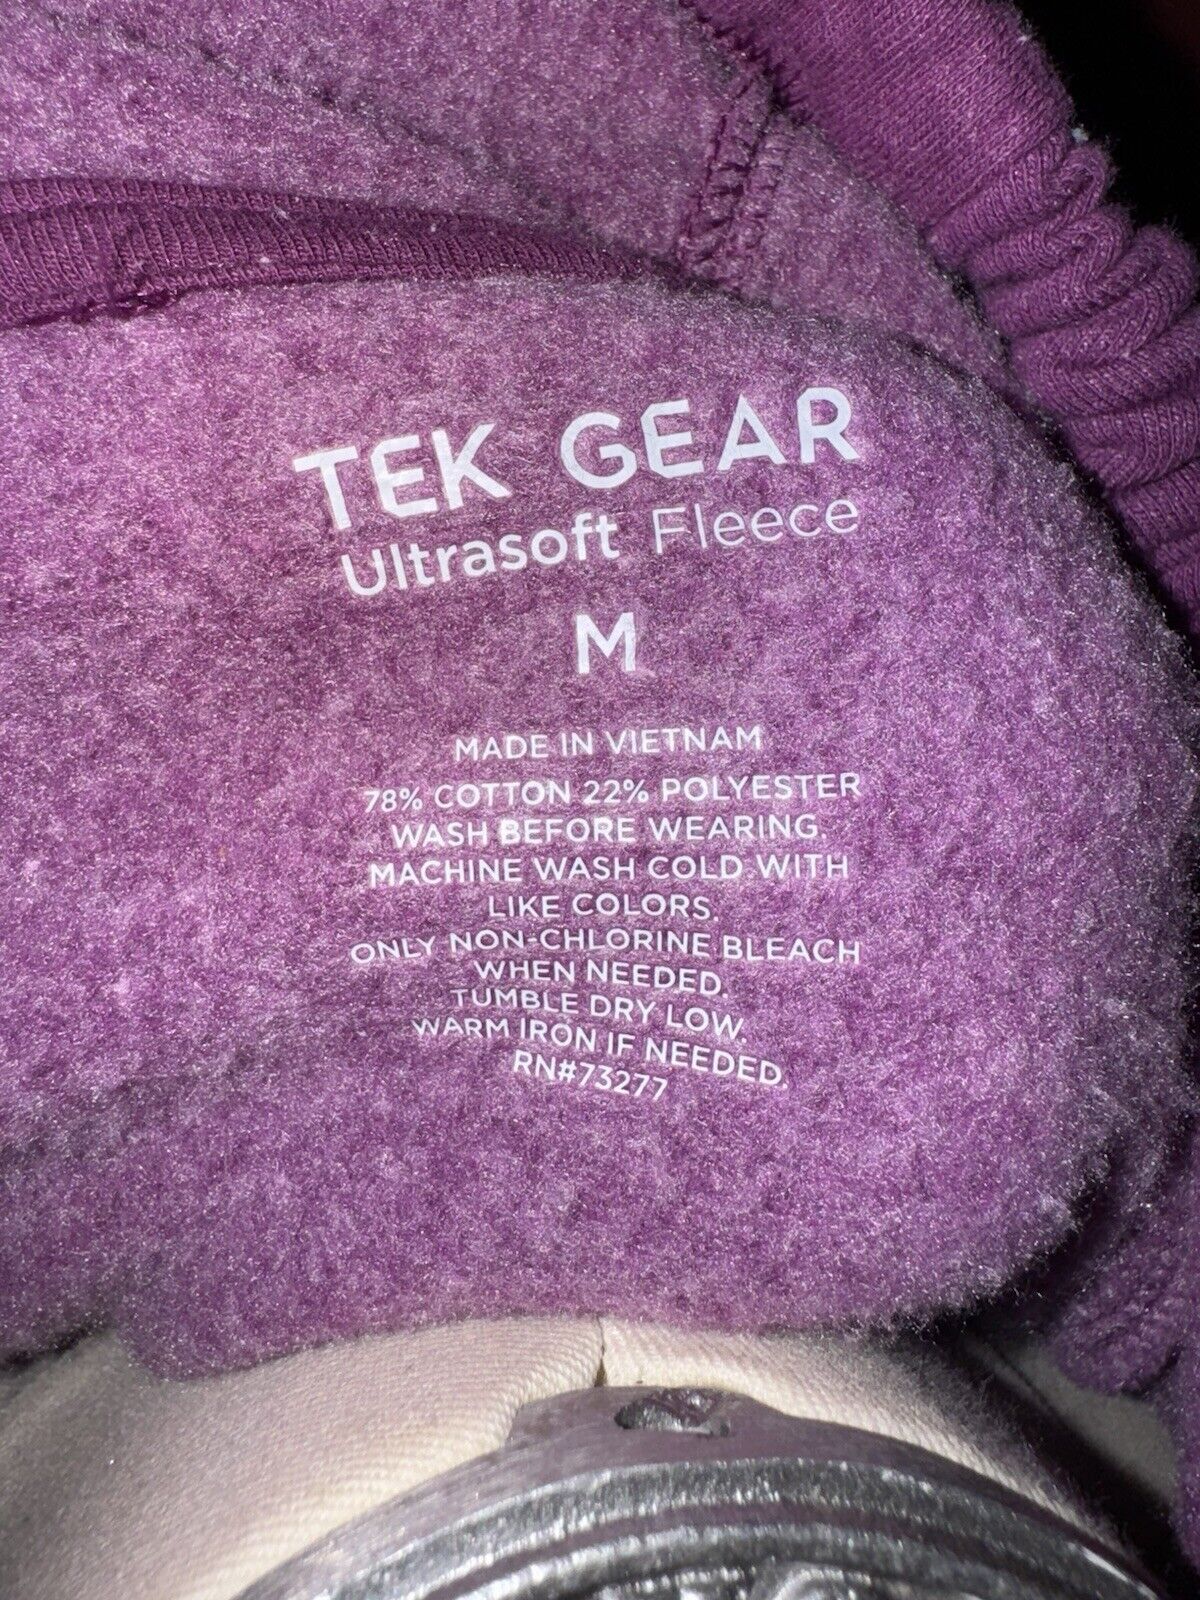 TEK GEAR
Ultrasoft Fleece
M
MADE IN VIETNAM
78% COTTON 22% POLYESTER
WASH BEFORE WEARING.
MACHINE WASH COLD WITH
LIKE COLORS.
ONLY NON-CHLORINE BLEACH
WHEN NEEDED.
TUMBLE DRY LOW.
WARM IRON IF NEEDED.
RN#73277